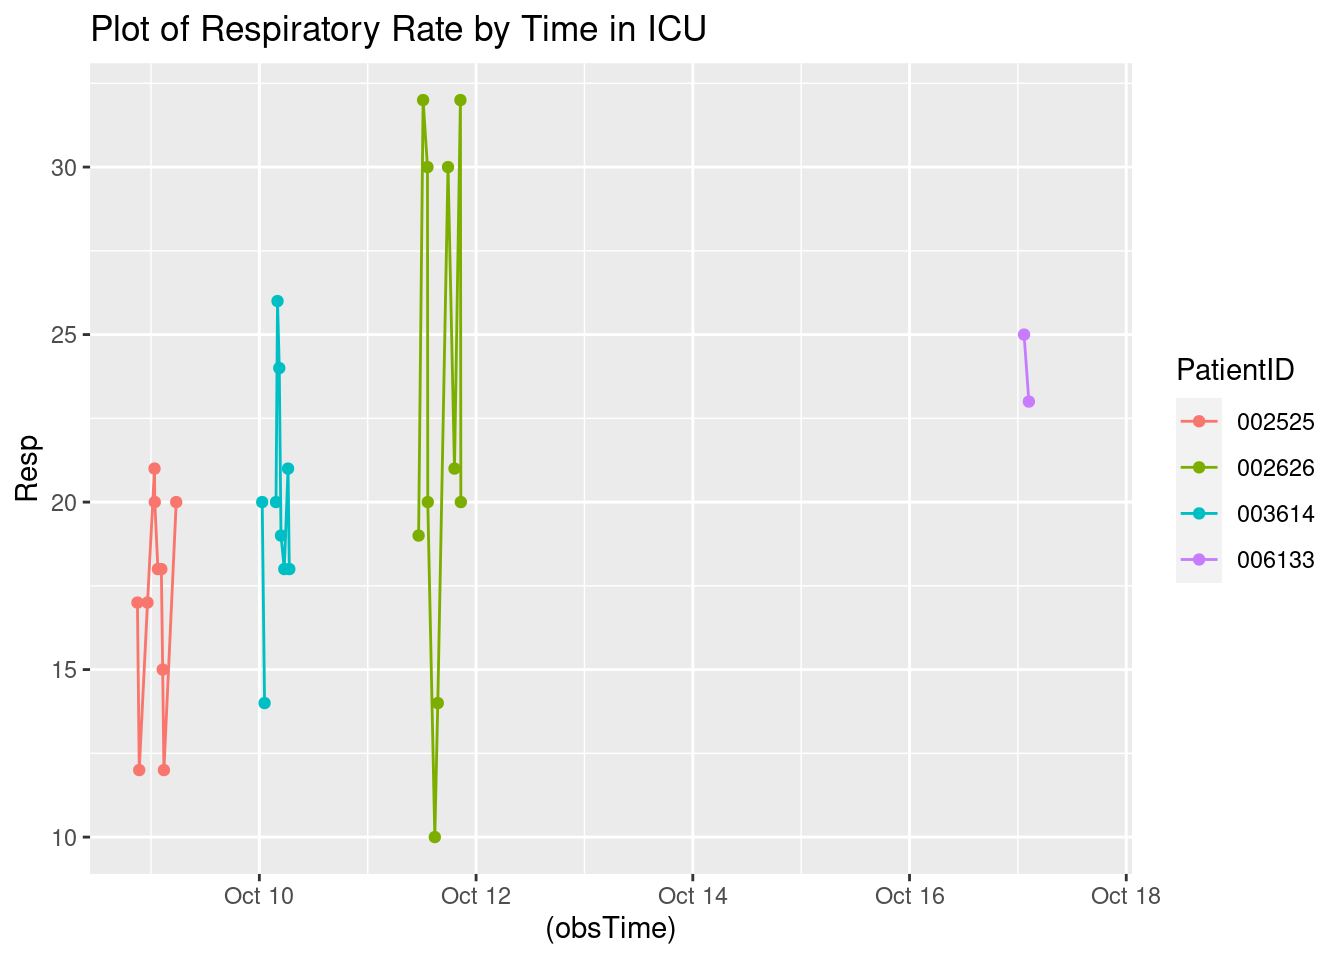 Plot of Respiratory Rate by Time in ICU
Resp
30
25
20
15
10
Oct 10
Oct 12
Oct 14
Oct 16
Oct 18
(obsTime)
PatientID
002525
002626
003614
006133